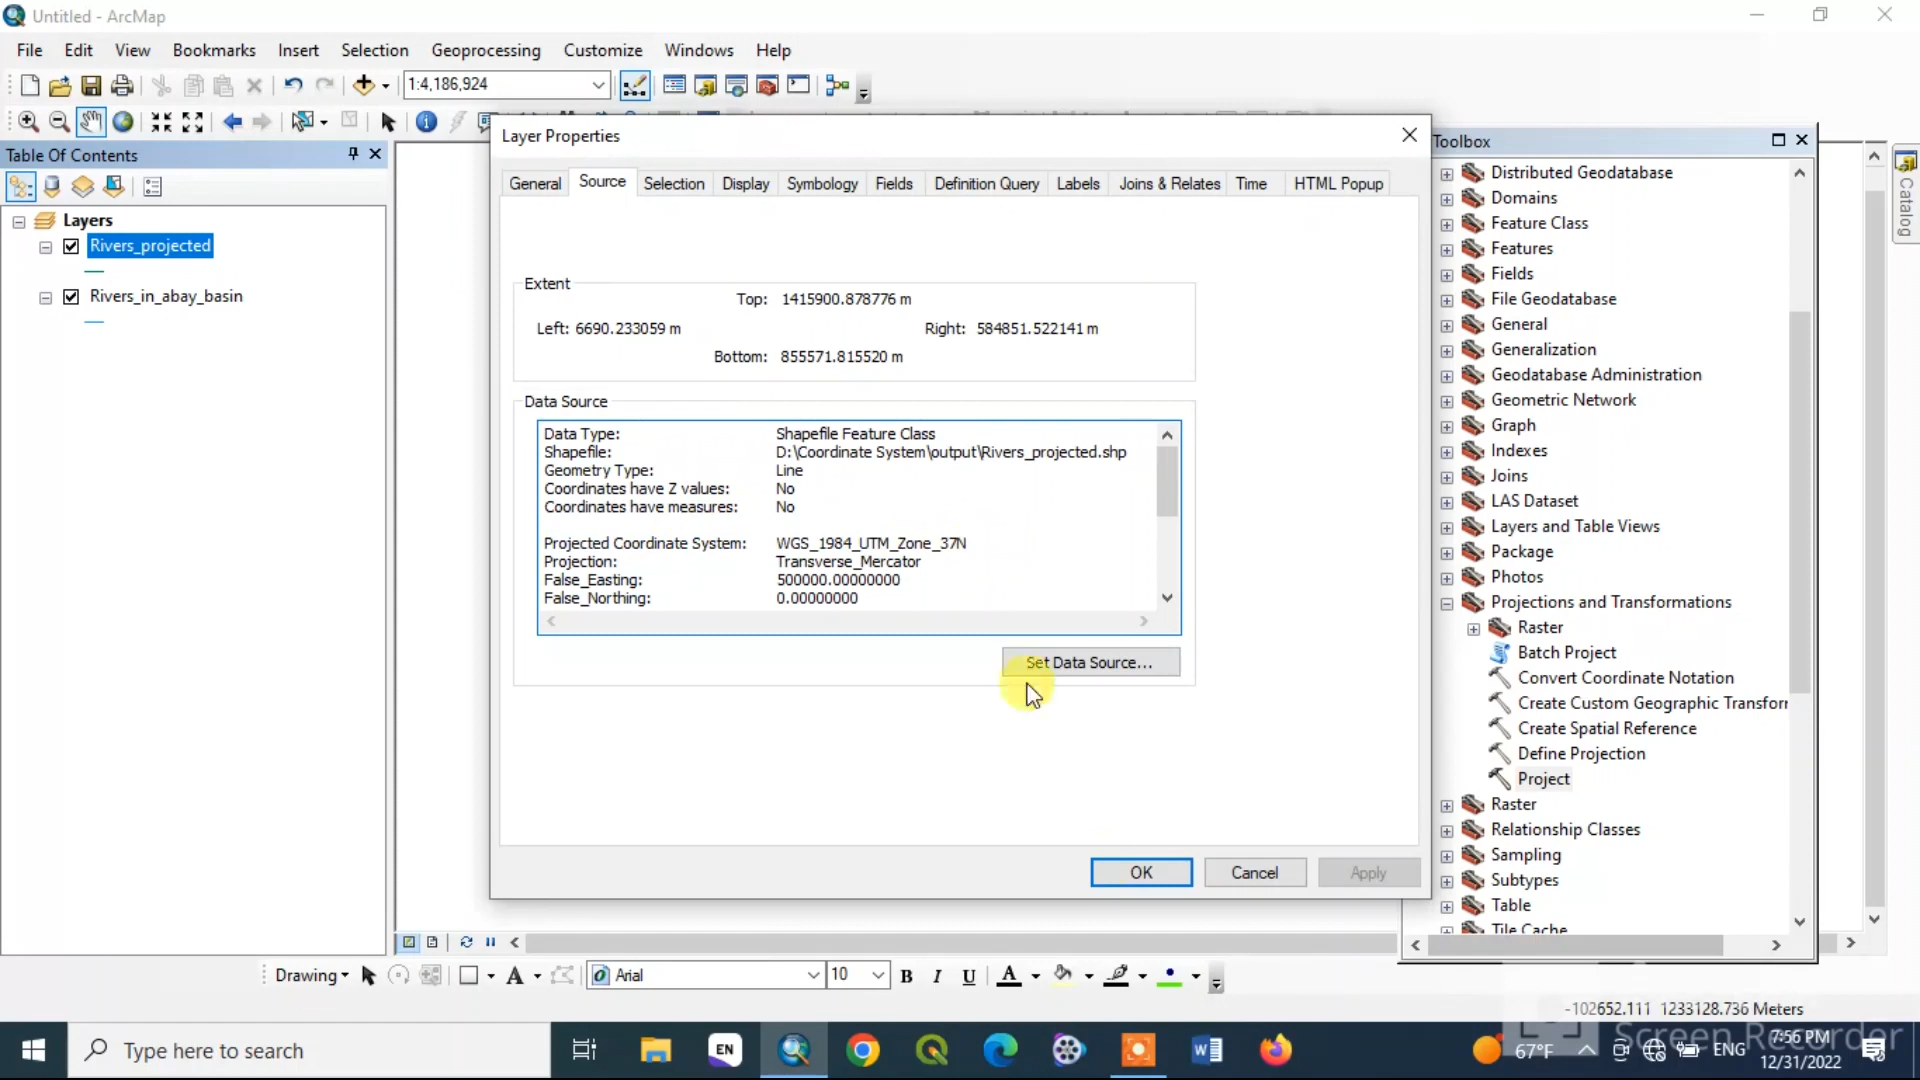 Untitled - ArcMap
File Edit View Bookmarks Insert Selection Geoprocessing Customize Windows Help
1:4,186,924
Table Of Contents
Layers
Rivers_projected
Rivers_in_abay_basin
Layer Properties
General Source Selection Display Symbology Fields Definition Query Labels Joins & Relates Time HTML Popup
Extent
Top: 1415900.878776 m
Left: 6690.233059 m Right: 584851.522141 m
Bottom: 855571.815520 m
Data Source
Data Type: Shapefile Feature Class
Shapefile: D:\Coordinate System\output\Rivers_projected.shp
Geometry Type: Line
Coordinates have Z values: No
Coordinates have measures: No
Projected Coordinate System: WGS_1984_UTM_Zone_37N
Projection: Transverse_Mercator
False_Easting: 500000.00000000
False_Northing: 0.00000000
Set Data Source...
OK Cancel Apply
Toolbox
Distributed Geodatabase
Domains
Feature Class
Features
Fields
File Geodatabase
General
Generalization
Geodatabase Administration
Geometric Network
Graph
Indexes
Joins
LAS Dataset
Layers and Table Views
Package
Photos
Projections and Transformations
Raster
Batch Project
Convert Coordinate Notation
Create Custom Geographic Transfor
Create Spatial Reference
Define Projection
Project
Raster
Relationship Classes
Sampling
Subtypes
Table
Tile Cache
Catalog
Drawing Arial 10 B I U A
-102652.111 1233128.736 Meters
Screen Recorder
Type here to search
EN
67°F ENG 7:56 PM
12/31/2022